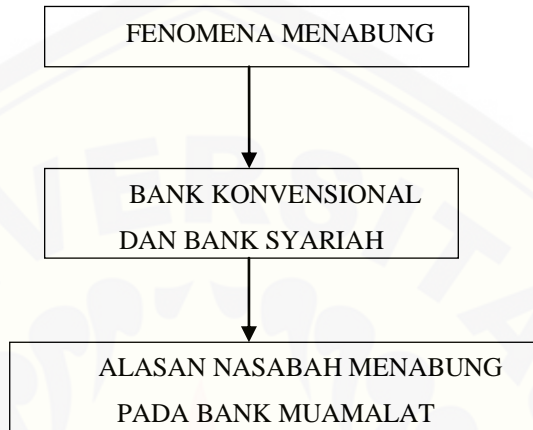 FENOMENA MENABUNG
BANK KONVENSIONAL
DAN BANK SYARIAH
ALASAN NASABAH MENABUNG
PADA BANK MUAMALAT